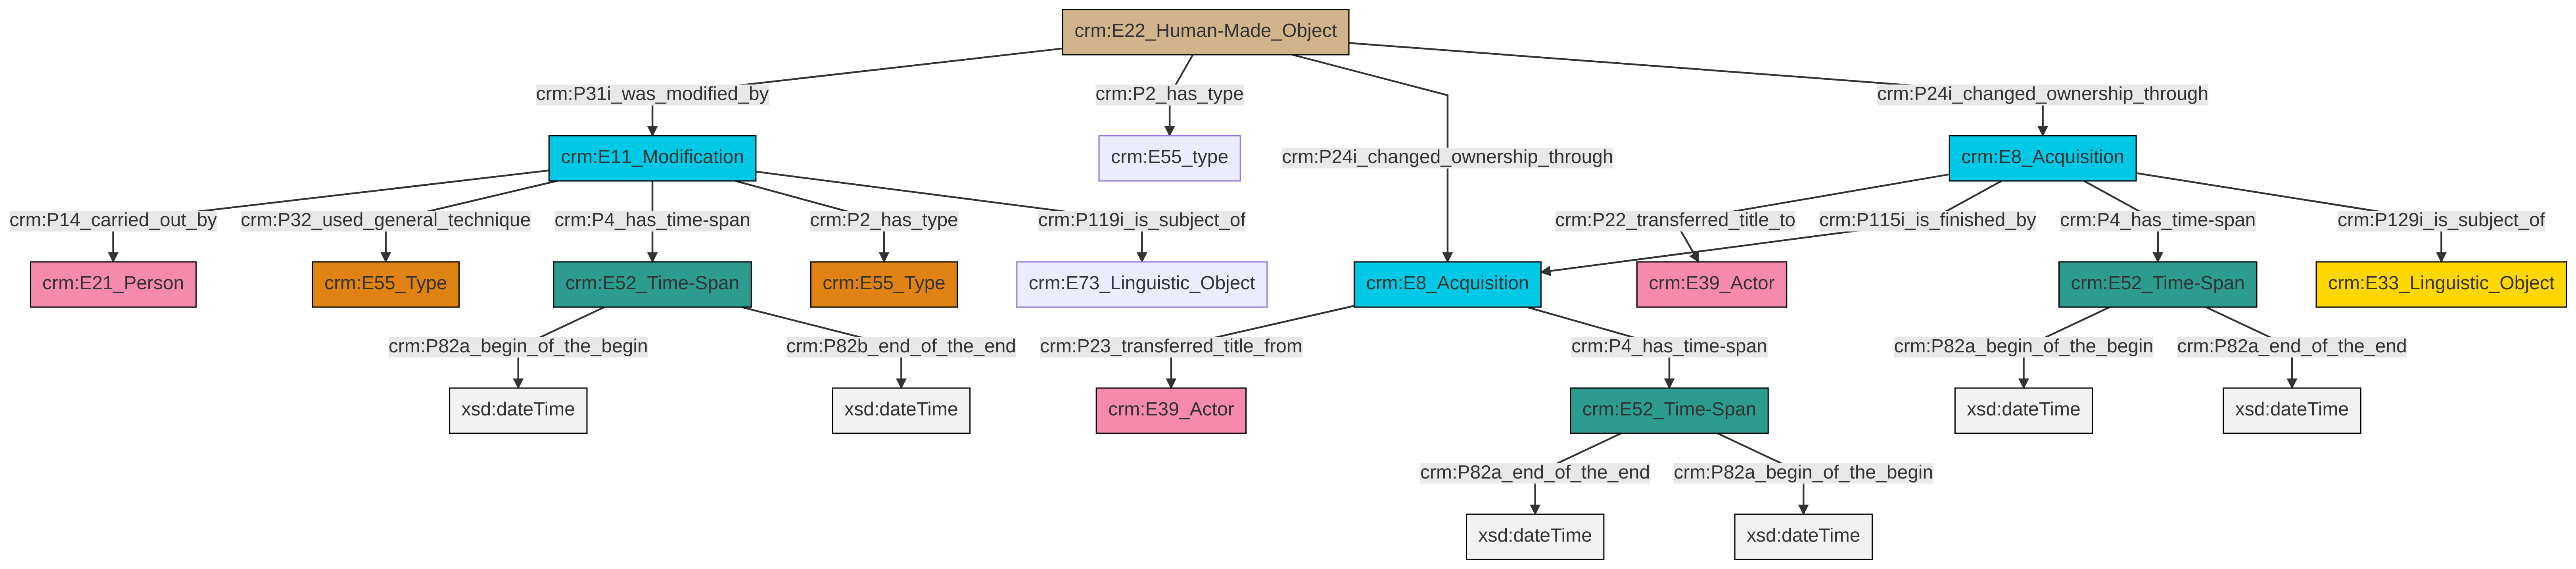 crm:E22_Human-Made_Object
crm:P31i_was_modified_by
crm:P2_has_type
crm:P24i_changed_ownership_through
crm:E11_Modification
crm:E55_type
crm:P24i_changed_ownership_through
crm:E8_Acquisition
crm:P14_carried_out_by
crm:P32_used_general_technique
crm:P4_has_time-span
crm:P2_has_type
crm:P119i_is_subject_of
crm:P22_transferred_title_to
crm:P115i_is_finished_by
crm:P4_has_time-span
crm:P129i_is_subject_of
crm:E21_Person
crm:E55_Type
crm:E52_Time-Span
crm:E55_Type
crm:E73_Linguistic_Object
crm:E8_Acquisition
crm:E39_Actor
crm:E52_Time-Span
crm:E33_Linguistic_Object
crm:P82a_begin_of_the_begin
crm:P82b_end_of_the_end
crm:P23_transferred_title_from
crm:P4_has_time-span
crm:P82a_begin_of_the_begin
crm:P82a_end_of_the_end
xsd:dateTime
xsd:dateTime
crm:E39_Actor
crm:E52_Time-Span
xsd:dateTime
xsd:dateTime
crm:P82a_end_of_the_end
crm:P82a_begin_of_the_begin
xsd:dateTime
xsd:dateTime